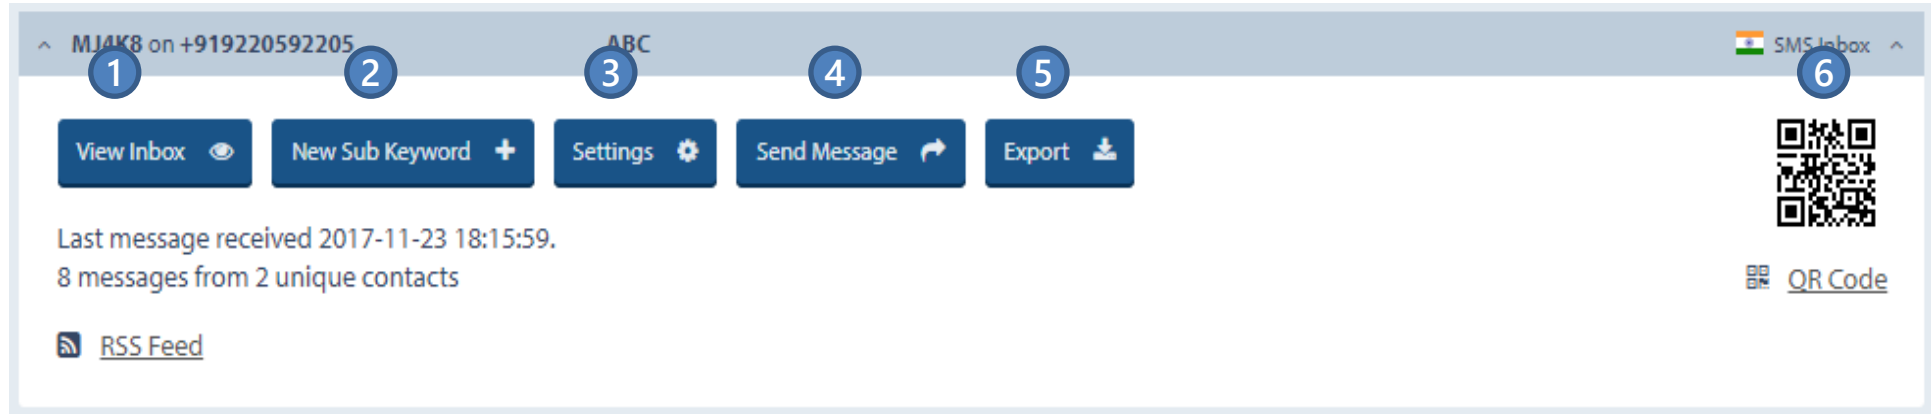 MJ4K8 on +919220592205 ABC SMS Inbox
1 2 3 4 5 6
View Inbox New Sub Keyword Settings Send Message Export
Last message received 2017-11-23 18:15:59.
8 messages from 2 unique contacts
QR Code
RSS Feed